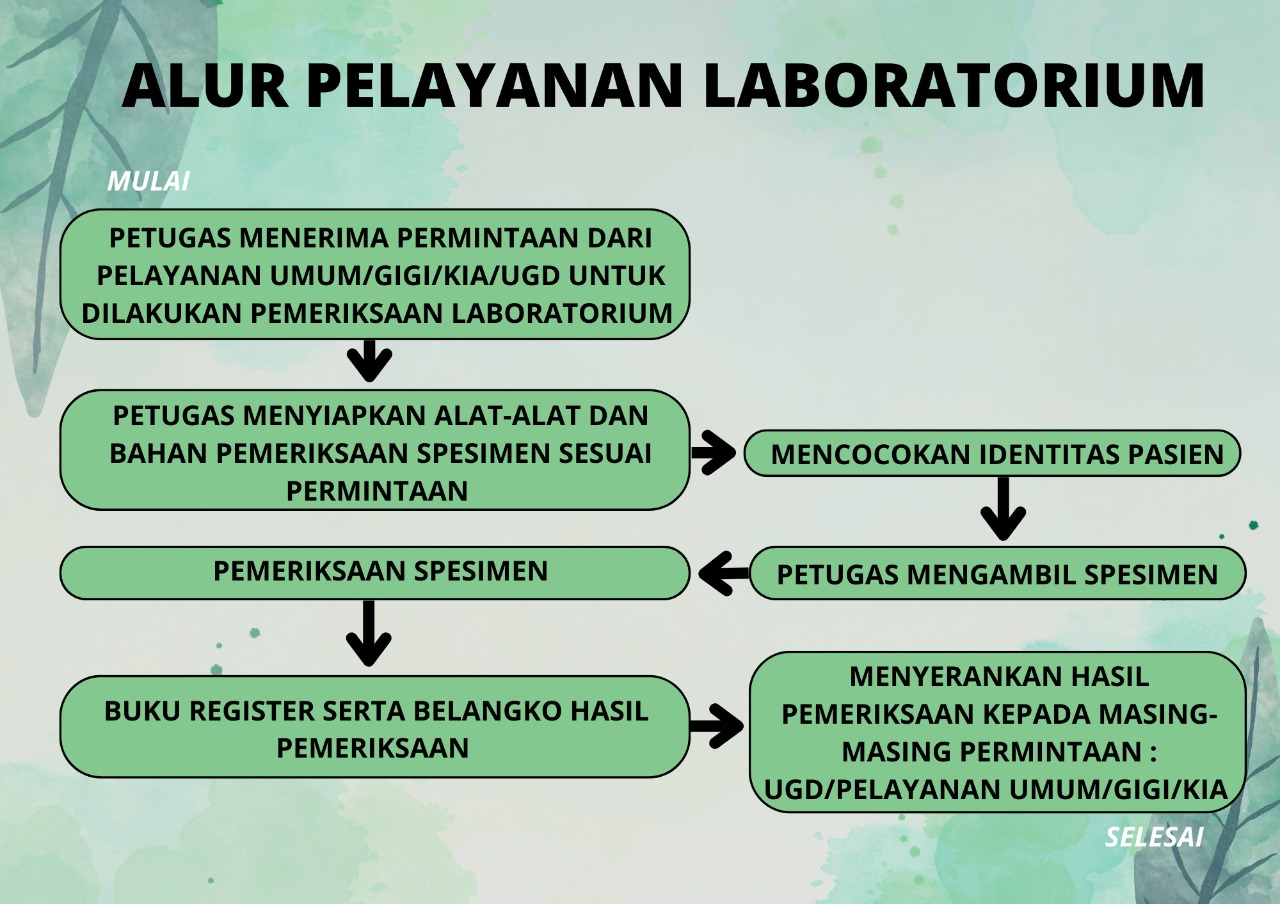 ALUR PELAYANAN LABORATORIUM
MULAI
PETUGAS MENERIMA PERMINTAAN DARI
PELAYANAN UMUM/GIGI/KIA/UGD UNTUK
DILAKUKAN PEMERIKSAAN LABORATORIUM
PETUGAS MENYIAPKAN ALAT-ALAT DAN
BAHAN PEMERIKSAAN SPESIMEN SESUAI
PERMINTAAN
MENCOCOKAN IDENTITAS PASIEN
PETUGAS MENGAMBIL SPESIMEN
PEMERIKSAAN SPESIMEN
BUKU REGISTER SERTA BELANGKO HASIL
PEMERIKSAAN
MENYERANKAN HASIL
PEMERIKSAAN KEPADA MASING-
MASING PERMINTAAN :
UGD/PELAYANAN UMUM/GIGI/KIA
SELESAI